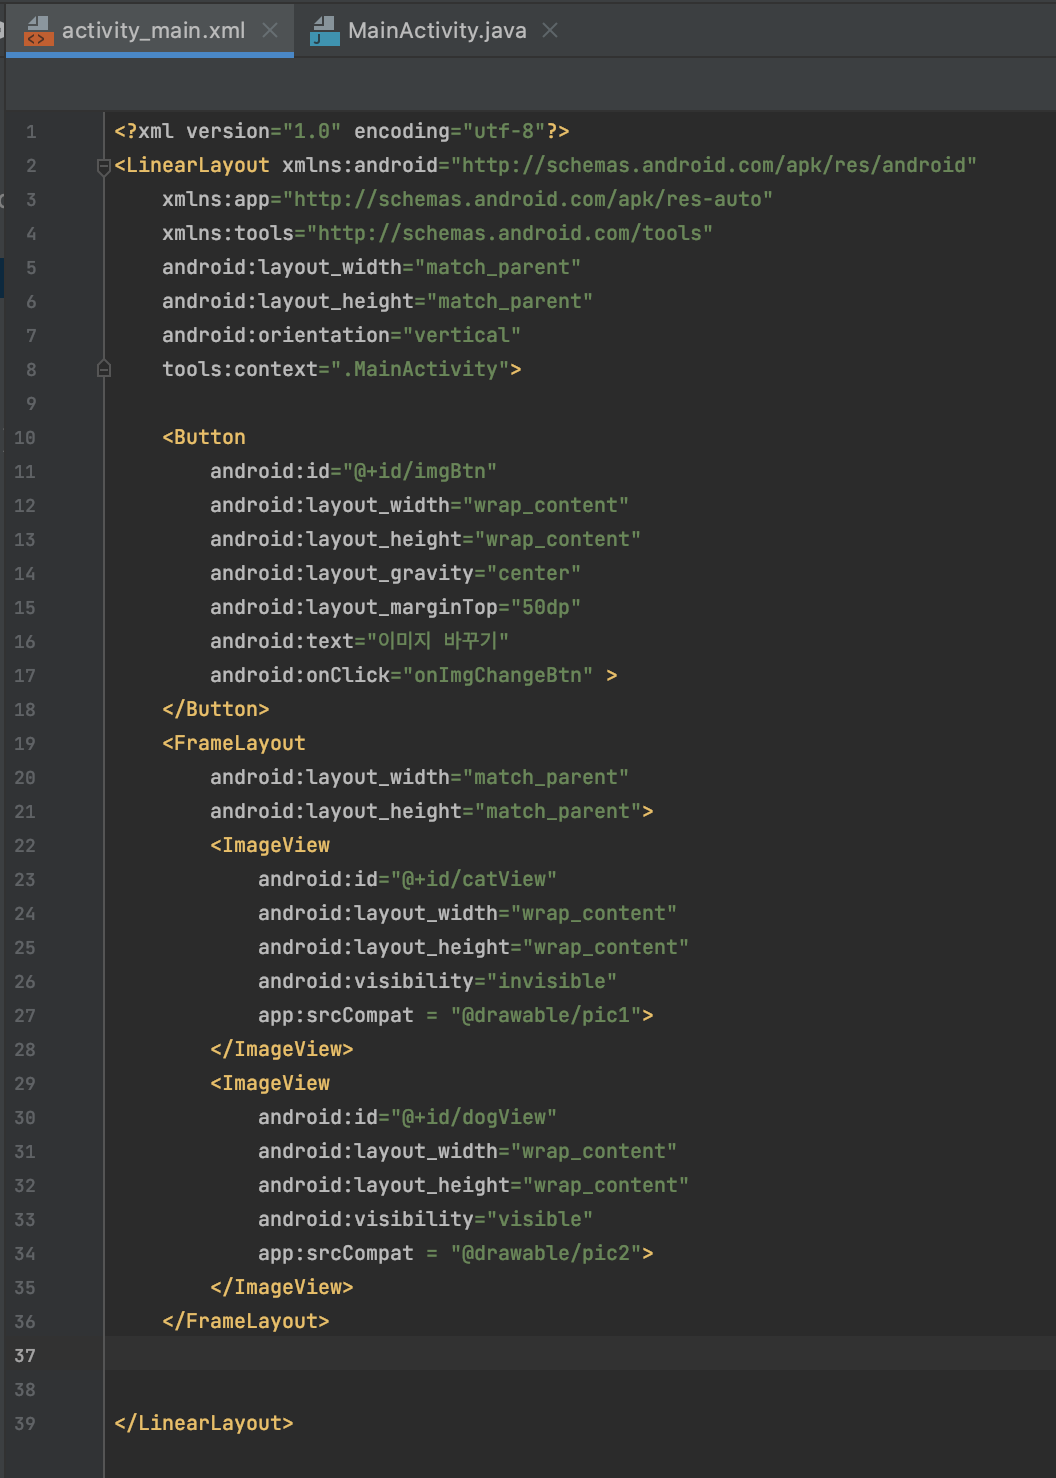 activity_main.xml
MainActivity.java
1 <?xml version="1.0" encoding="utf-8"?>
2 <LinearLayout xmlns:android="http://schemas.android.com/apk/res/android"
3     xmlns:app="http://schemas.android.com/apk/res-auto"
4     xmlns:tools="http://schemas.android.com/tools"
5     android:layout_width="match_parent"
6     android:layout_height="match_parent"
7     android:orientation="vertical"
8     tools:context=".MainActivity">
9
10     <Button
11         android:id="@+id/imgBtn"
12         android:layout_width="wrap_content"
13         android:layout_height="wrap_content"
14         android:layout_gravity="center"
15         android:layout_marginTop="50dp"
16         android:text="이미지 바꾸기"
17         android:onClick="onImgChangeBtn" >
18     </Button>
19     <FrameLayout
20         android:layout_width="match_parent"
21         android:layout_height="match_parent">
22         <ImageView
23             android:id="@+id/catView"
24             android:layout_width="wrap_content"
25             android:layout_height="wrap_content"
26             android:visibility="invisible"
27             app:srcCompat = "@drawable/pic1">
28         </ImageView>
29         <ImageView
30             android:id="@+id/dogView"
31             android:layout_width="wrap_content"
32             android:layout_height="wrap_content"
33             android:visibility="visible"
34             app:srcCompat = "@drawable/pic2">
35         </ImageView>
36     </FrameLayout>
37
38
39 </LinearLayout>